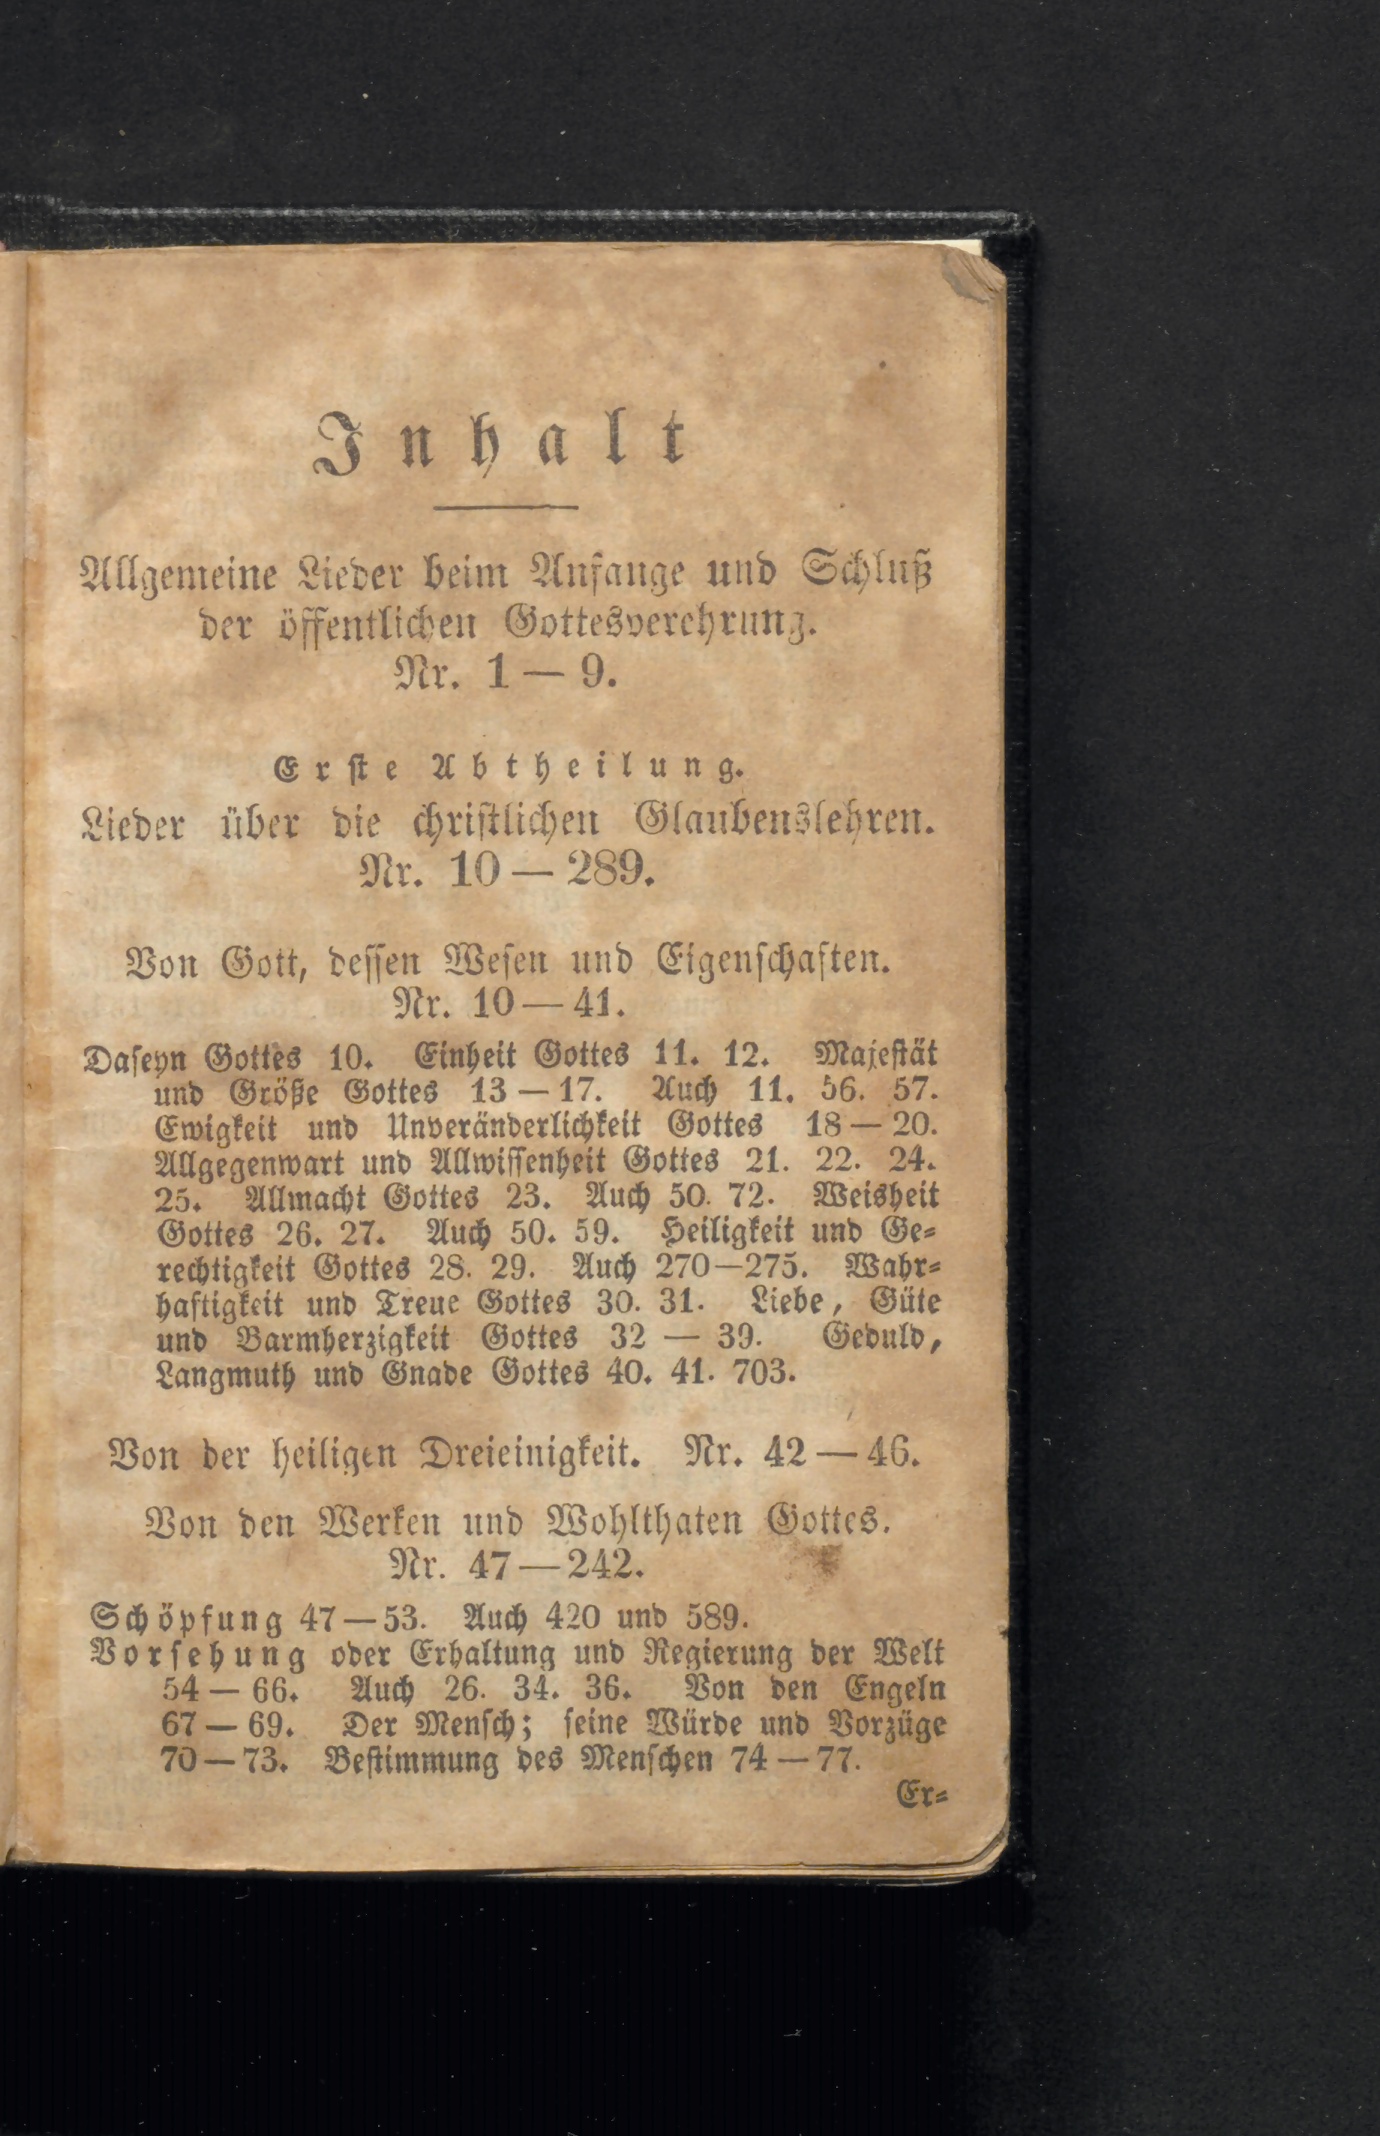 Inhalt
Allgemeine Lieder beim Anfange und Schluß
der öffentlichen Gottesverehrung.
Nr. 1 — 9.
Erste Abtheilung.
Lieder über die christlichen Glaubenslehren.
Nr. 10 — 289.
Von Gott, dessen Wesen und Eigenschaften.
Nr. 10 — 41.
Daseyn Gottes 10. Einheit Gottes 11. 12. Majestät
und Größe Gottes 13 — 17. Auch 11. 56. 57.
Ewigkeit und Unveränderlichkeit Gottes 18 — 20.
Allgegenwart und Allwissenheit Gottes 21. 22. 24.
25. Allmacht Gottes 23. Auch 50. 72. Weisheit
Gottes 26. 27. Auch 50. 59. Heiligkeit und Ge-
rechtigkeit Gottes 28. 29. Auch 270—275. Wahr-
haftigkeit und Treue Gottes 30. 31. Liebe, Güte
und Barmherzigkeit Gottes 32 — 39. Geduld,
Langmuth und Gnade Gottes 40. 41. 703.
Von der heiligen Dreieinigkeit. Nr. 42 — 46.
Von den Werken und Wohlthaten Gottes.
Nr. 47 — 242.
Schöpfung 47 — 53. Auch 420 und 589.
Vorsehung oder Erhaltung und Regierung der Welt
54 — 66. Auch 26. 34. 36. Von den Engeln
67 — 69. Der Mensch; seine Würde und Vorzüge
70 — 73. Bestimmung des Menschen 74 — 77.
Er-